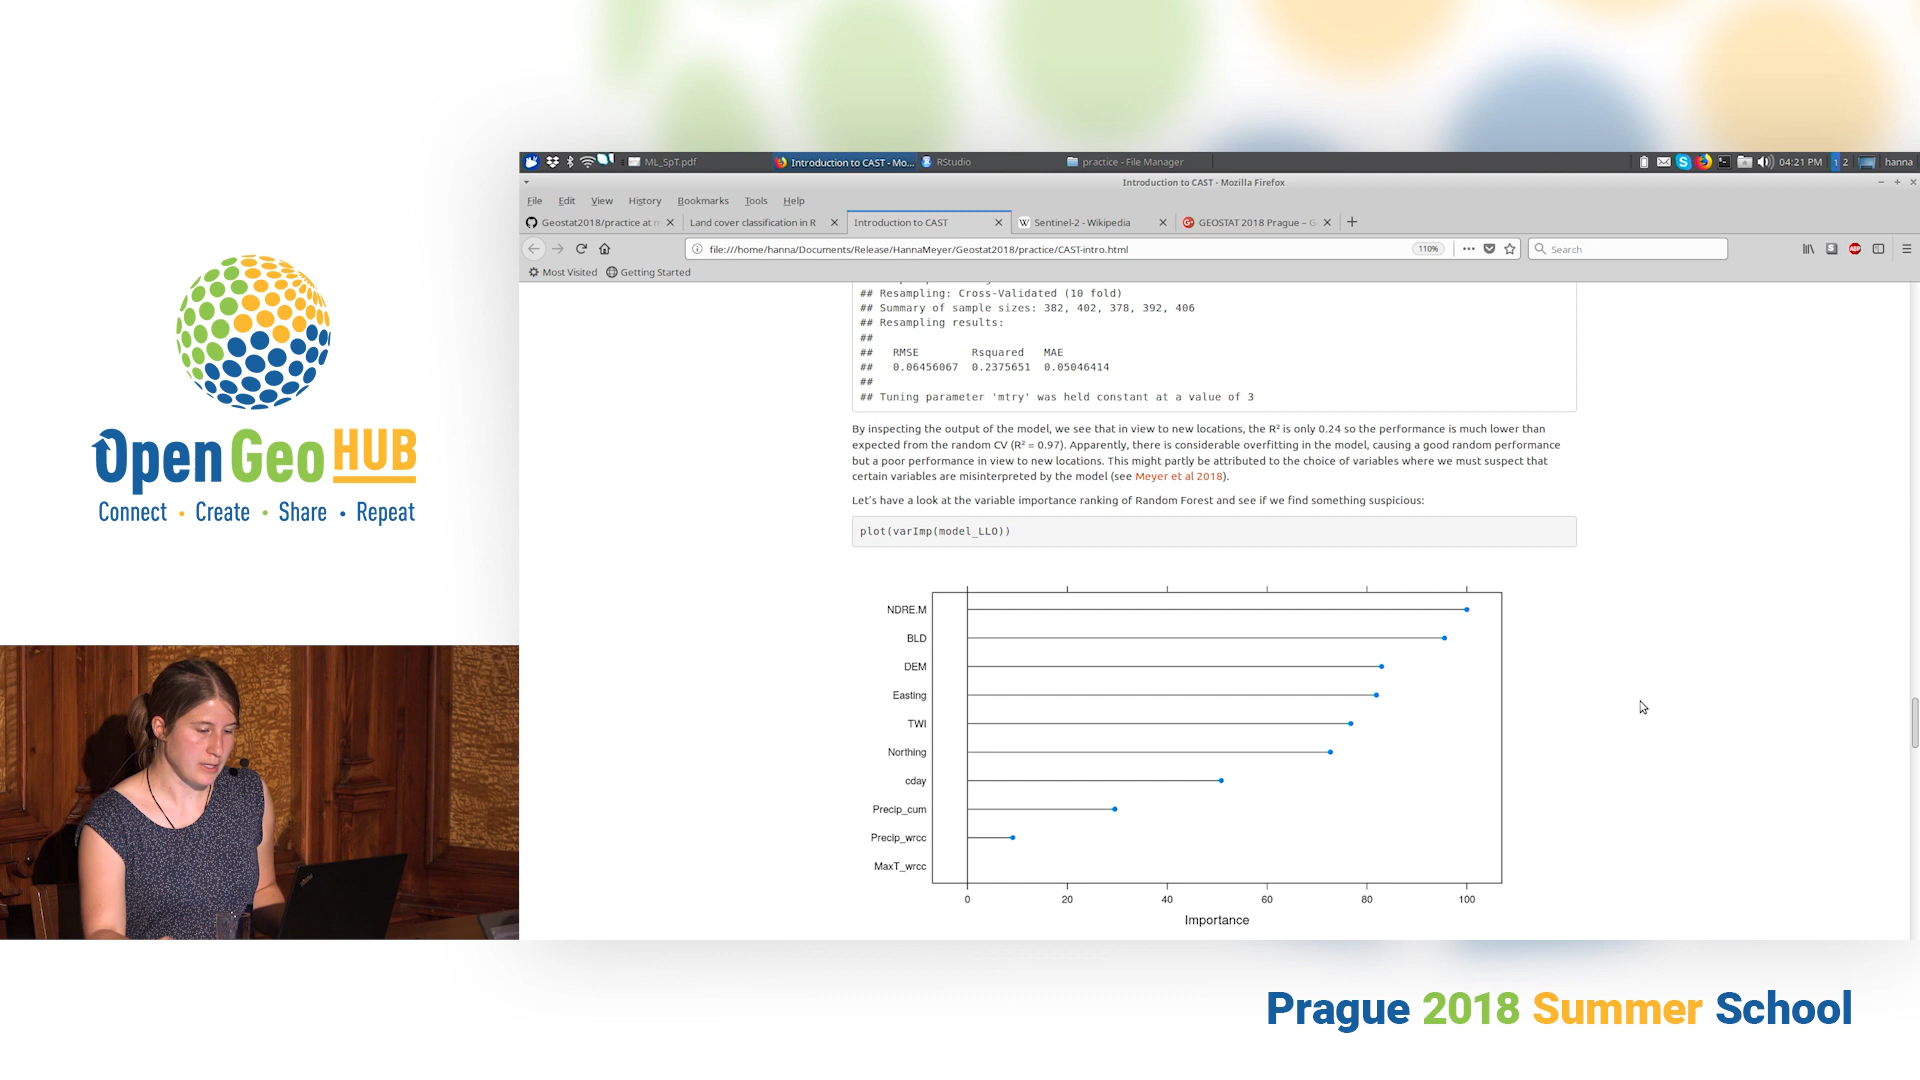 ML_SpT.pdf
Introduction to CAST - Mo...
RStudio
practice - File Manager
04:21 PM
1 2
hanna
Introduction to CAST - Mozilla Firefox
File Edit View History Bookmarks Tools Help
Geostat2018/practice at m
Land cover classification in R
Introduction to CAST
Sentinel-2 - Wikipedia
GEOSTAT 2018 Prague – G
file:///home/hanna/Documents/Release/HannaMeyer/Geostat2018/practice/CAST-intro.html
110%
Search
Most Visited Getting Started
## Resampling: Cross-Validated (10 fold)
## Summary of sample sizes: 382, 402, 378, 392, 406
## Resampling results:
##
## RMSE Rsquared MAE
## 0.06456067 0.2375651 0.05046414
##
## Tuning parameter 'mtry' was held constant at a value of 3
By inspecting the output of the model, we see that in view to new locations, the R² is only 0.24 so the performance is much lower than
expected from the random CV (R² = 0.97). Apparently, there is considerable overfitting in the model, causing a good random performance
but a poor performance in view to new locations. This might partly be attributed to the choice of variables where we must suspect that
certain variables are misinterpreted by the model (see Meyer et al 2018).
Let's have a look at the variable importance ranking of Random Forest and see if we find something suspicious:
plot(varImp(model_LLO))
NDRE.M
BLD
DEM
Easting
TWI
Northing
cday
Precip_cum
Precip_wrcc
MaxT_wrcc
0 20 40 60 80 100
Importance
Open Geo HUB
Connect • Create • Share • Repeat
Prague 2018 Summer School